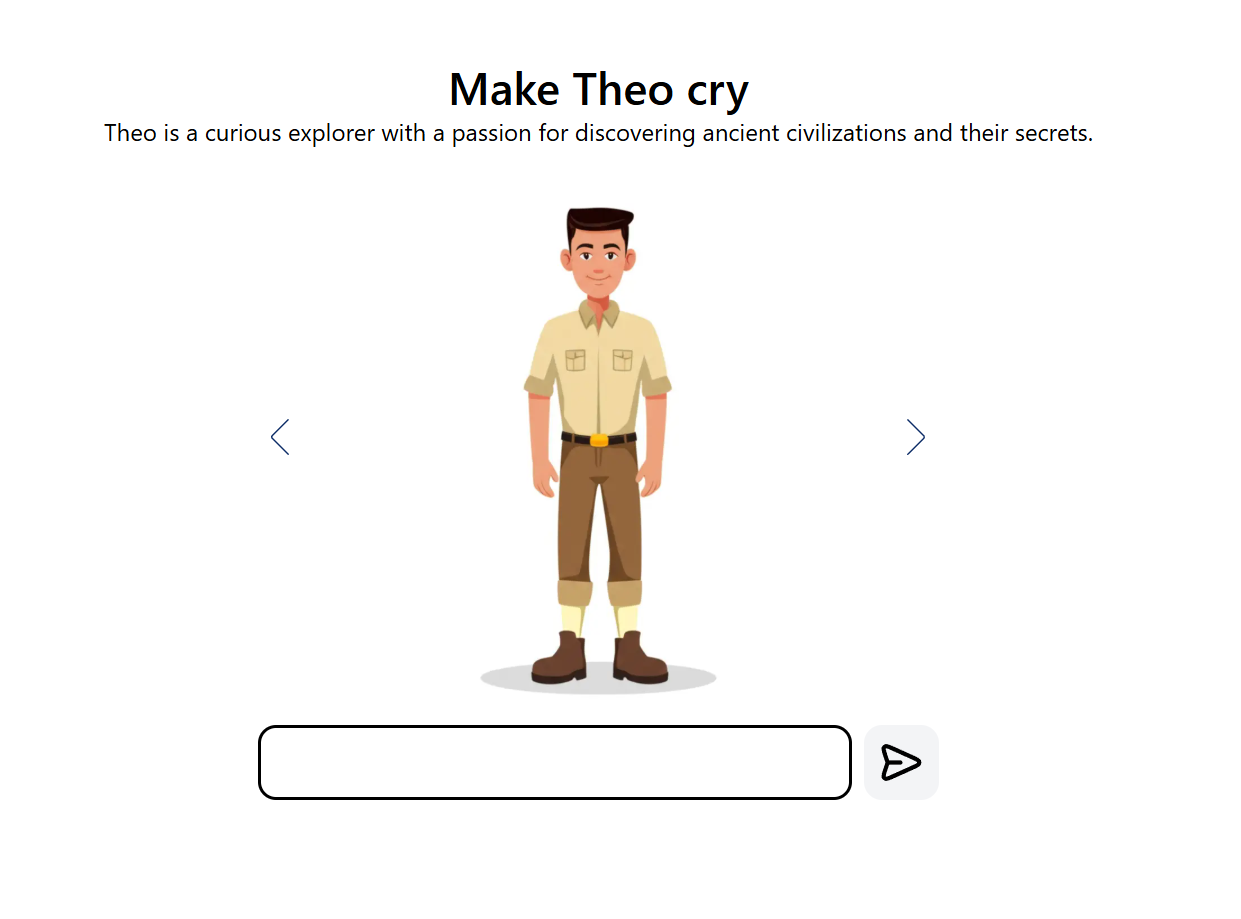 Make Theo cry
Theo is a curious explorer with a passion for discovering ancient civilizations and their secrets.